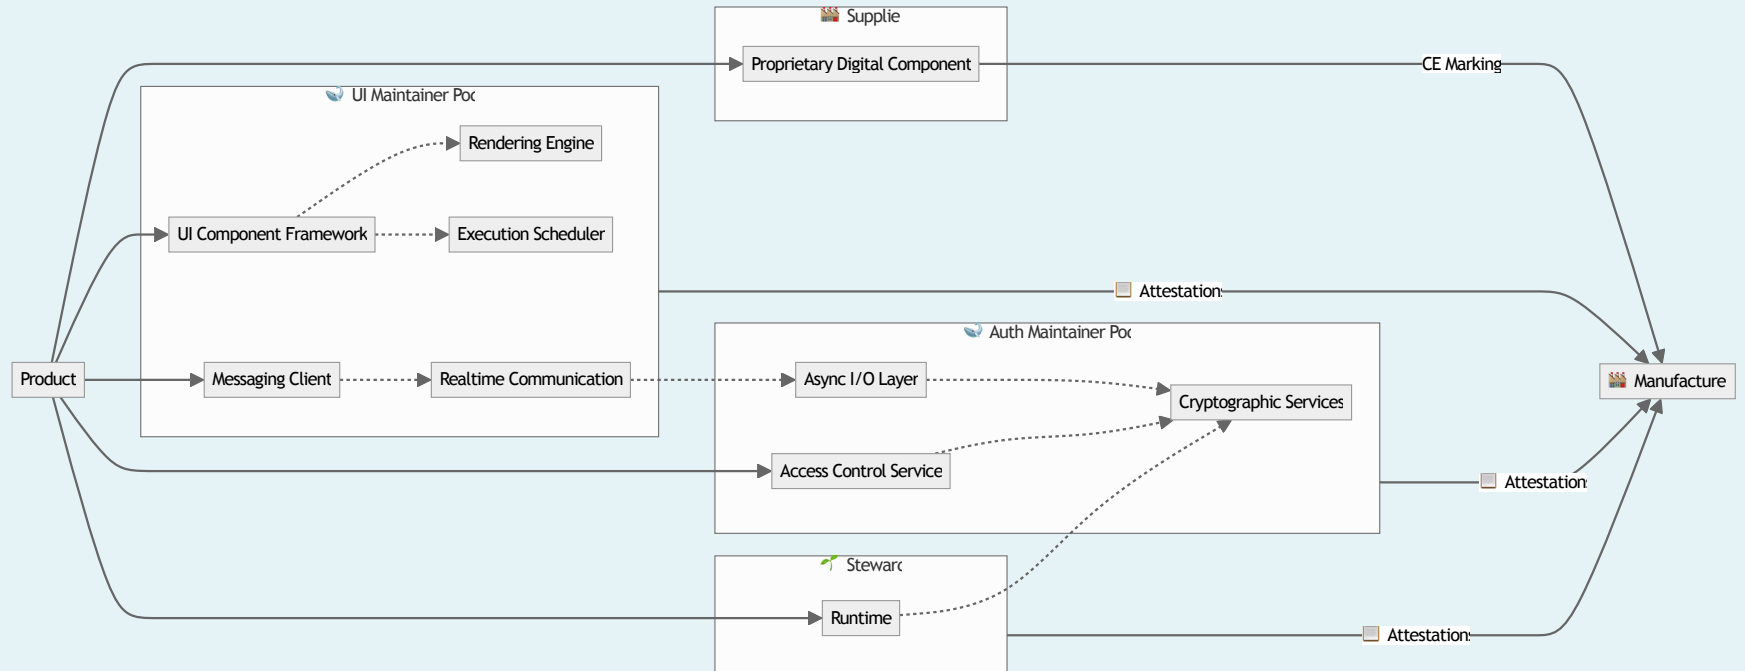 Supplie
Proprietary Digital Component
CE Marking
UI Maintainer Poc
Rendering Engine
UI Component Framework
Execution Scheduler
Attestation
Auth Maintainer Poc
Product
Messaging Client
Realtime Communication
Async I/O Layer
Manufacture
Cryptographic Services
Access Control Service
Attestation
Steward
Runtime
Attestation